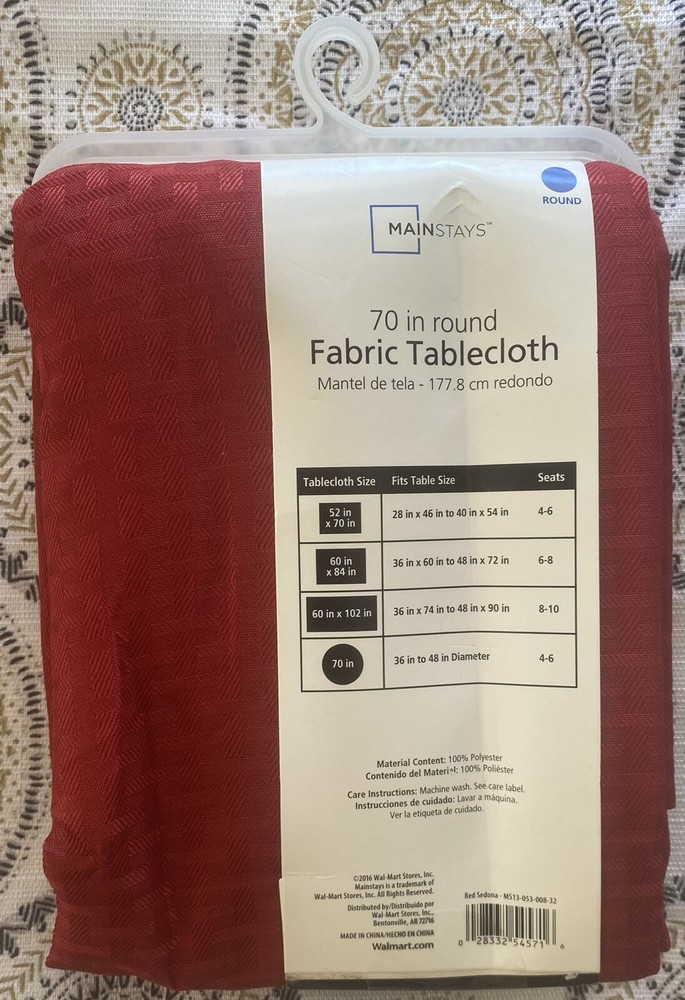 ROUND
MAINSTAYS™
70 in round
Fabric Tablecloth
Mantel de tela - 177.8 cm redondo
Tablecloth Size Fits Table Size Seats
52 in
x 70 in
28 in x 46 in to 40 in x 54 in 4-6
60 in
x 84 in
36 in x 60 in to 48 in x 72 in 6-8
60 in x 102 in 36 in x 74 in to 48 in x 90 in 8-10
70 in 36 in to 48 in Diameter 4-6
Material Content: 100% Polyester
Contenido del Material: 100% Poliéster
Care Instructions: Machine wash. See care label.
Instrucciones de cuidado: Lavar a máquina.
Ver la etiqueta de cuidado.
©2016 Wal-Mart Stores, Inc.
Mainstays is a trademark of
Wal-Mart Stores, Inc. All Rights Reserved.
Distributed by/Distribuido por
Wal-Mart Stores, Inc.,
Bentonville, AR 72716
MADE IN CHINA/HECHO EN CHINA
Walmart.com
Red Sedona - MS13-053-008-32
0 28332 54571 6